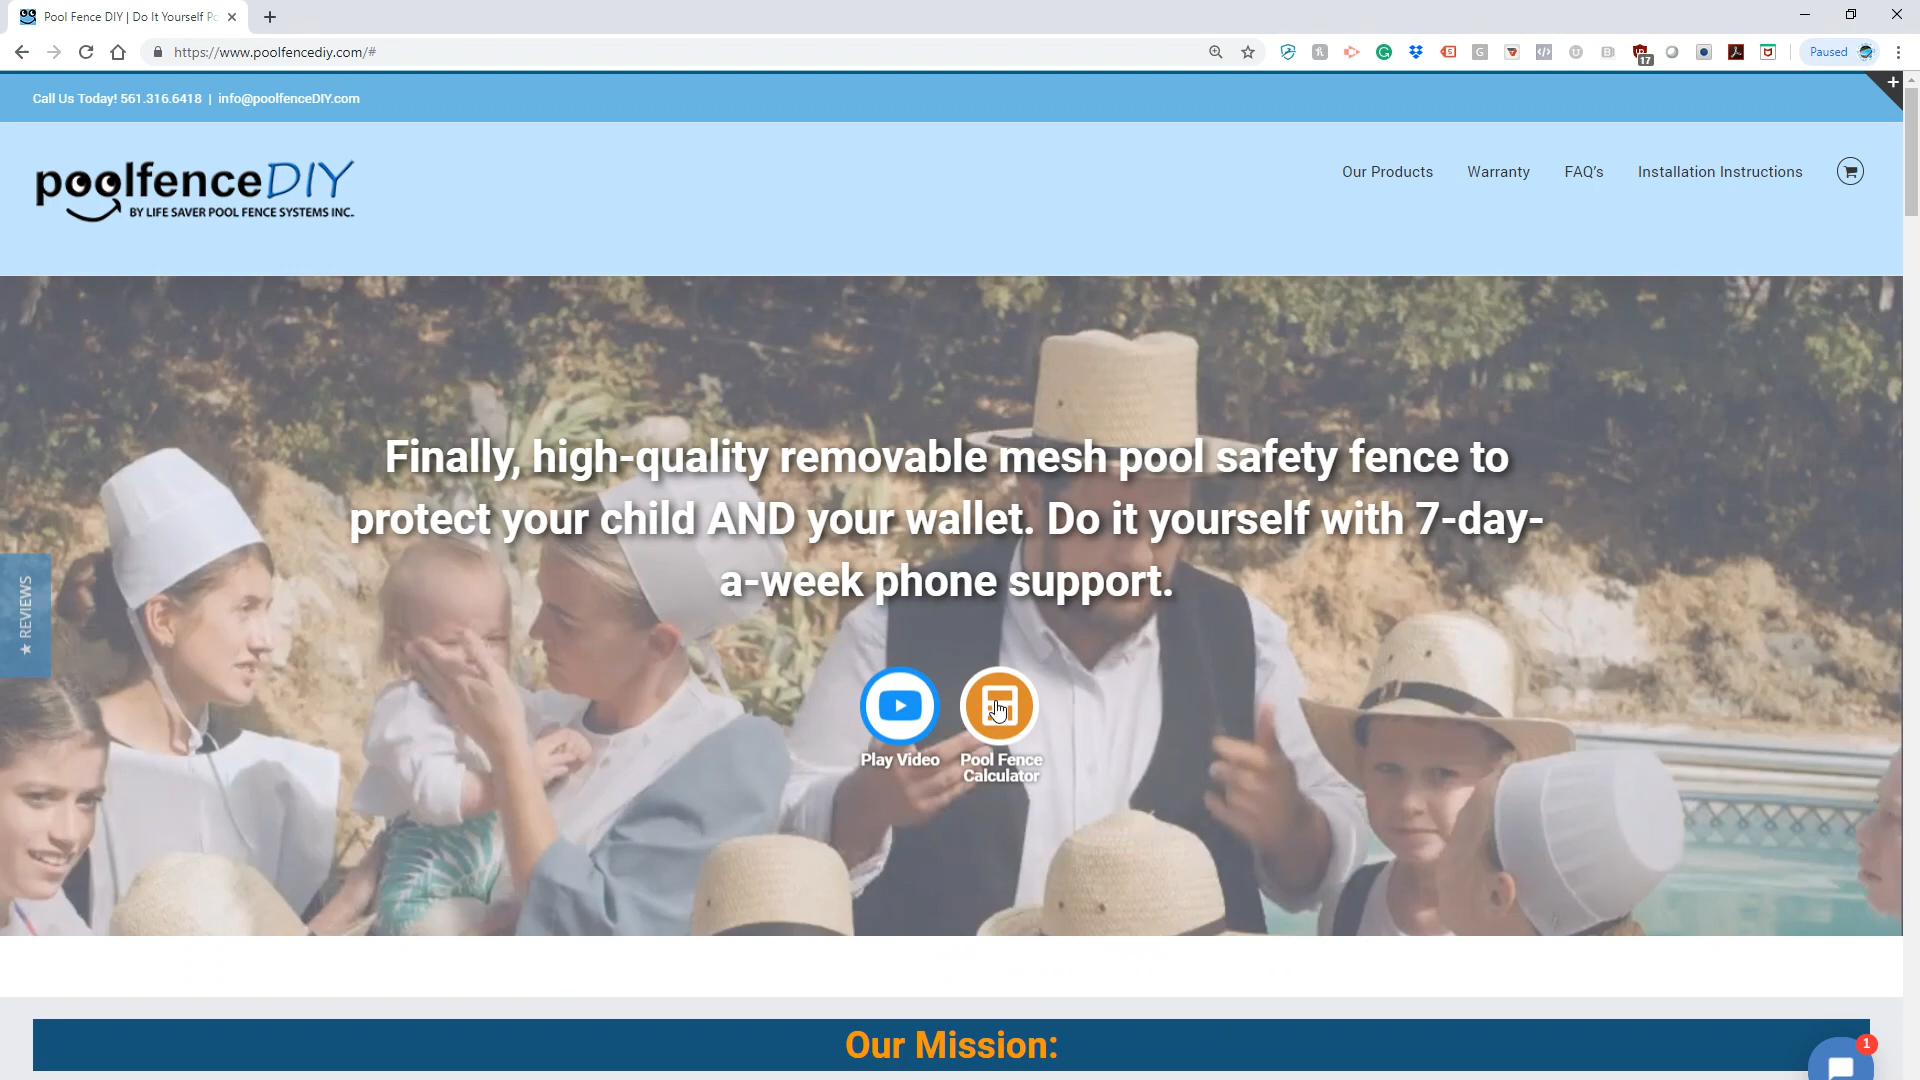 Pool Fence DIY | Do It Yourself Po
https://www.poolfencediy.com/#
17
Paused
Call Us Today! 561.316.6418 | info@poolfenceDIY.com
poolfenceDIY
BY LIFE SAVER POOL FENCE SYSTEMS INC.
Our Products
Warranty
FAQ's
Installation Instructions
Finally, high-quality removable mesh pool safety fence to
protect your child AND your wallet. Do it yourself with 7-day-
a-week phone support.
★ REVIEWS
Play Video
Pool Fence
Calculator
Our Mission:
1